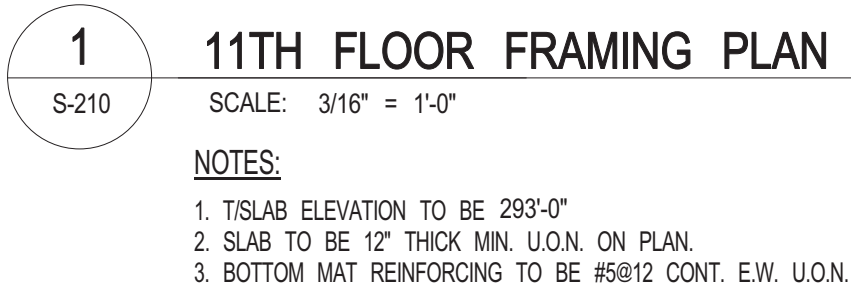 1
11TH FLOOR FRAMING PLAN
S-210
SCALE: 3/16" = 1'-0"
NOTES:
1. T/SLAB ELEVATION TO BE 293'-0"
2. SLAB TO BE 12" THICK MIN. U.O.N. ON PLAN.
3. BOTTOM MAT REINFORCING TO BE #5@12 CONT. E.W. U.O.N.